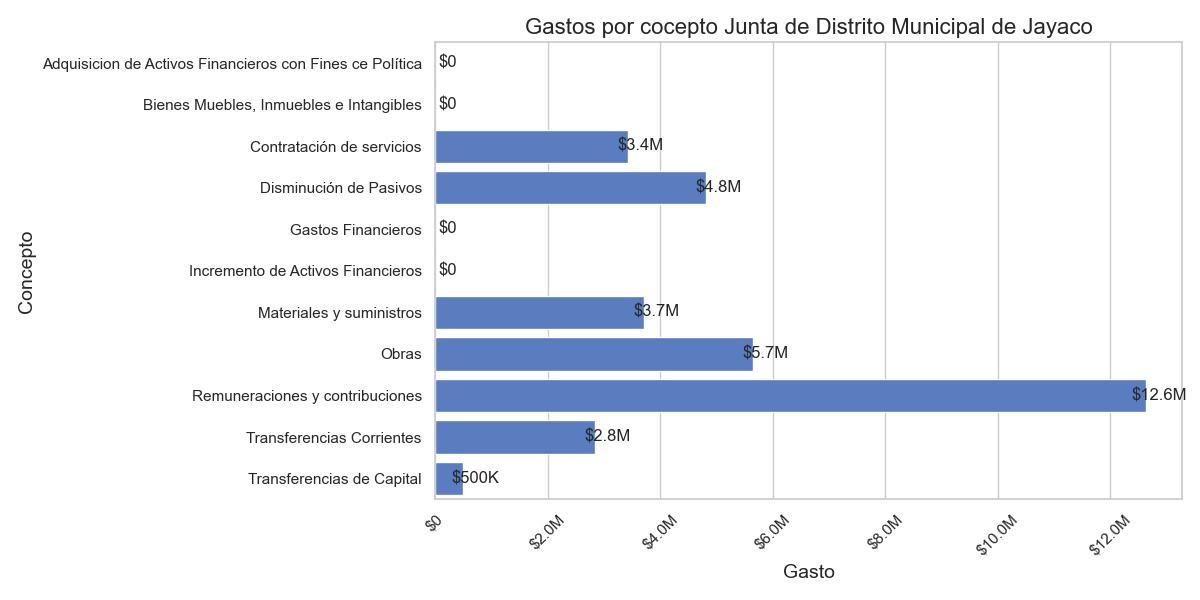 Gastos por cocepto Junta de Distrito Municipal de Jayaco
Concepto
Adquisicion de Activos Financieros con Fines ce Política $0
Bienes Muebles, Inmuebles e Intangibles $0
Contratación de servicios $3.4M
Disminución de Pasivos $4.8M
Gastos Financieros $0
Incremento de Activos Financieros $0
Materiales y suministros $3.7M
Obras $5.7M
Remuneraciones y contribuciones $12.6M
Transferencias Corrientes $2.8M
Transferencias de Capital $500K
$0 $2.0M $4.0M $6.0M $8.0M $10.0M $12.0M
Gasto